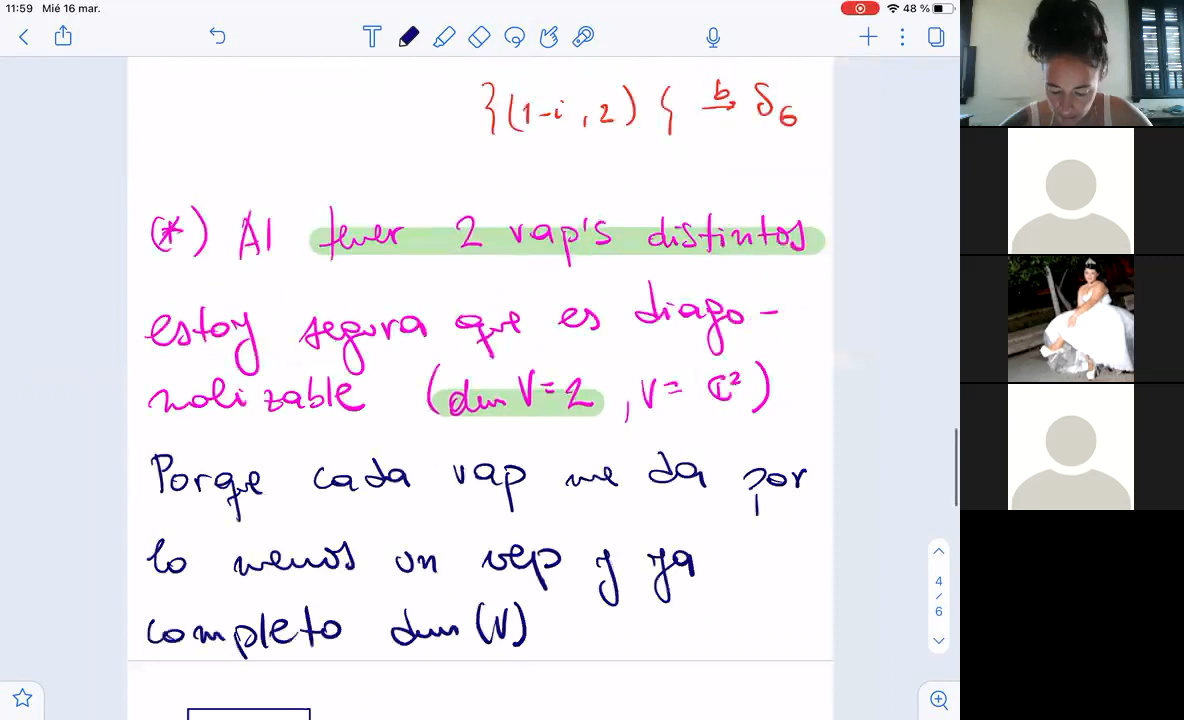 11:59 Mié 16 mar.
48 %
}(1-i, 2){ →b S6
(*) Al tener 2 vap's distintos
estoy segura que es diago-
nalizable (dim V=2, V= ℂ²)
Porque cada vap me da por
lo menos un vep y ya
completo dim (V)
4
/
6